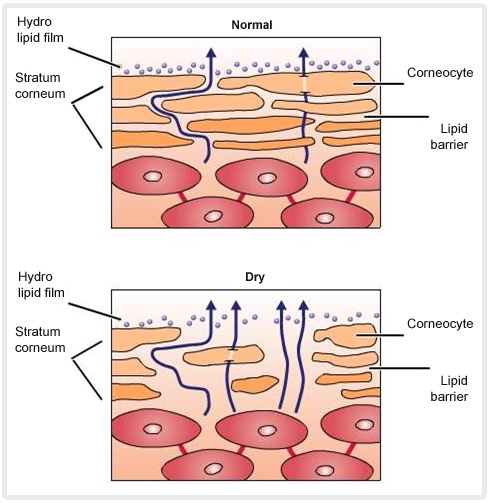 Normal
Hydro
lipid film
Stratum
corneum
Corneocyte
Lipid
barrier
Dry
Hydro
lipid film
Stratum
corneum
Corneocyte
Lipid
barrier